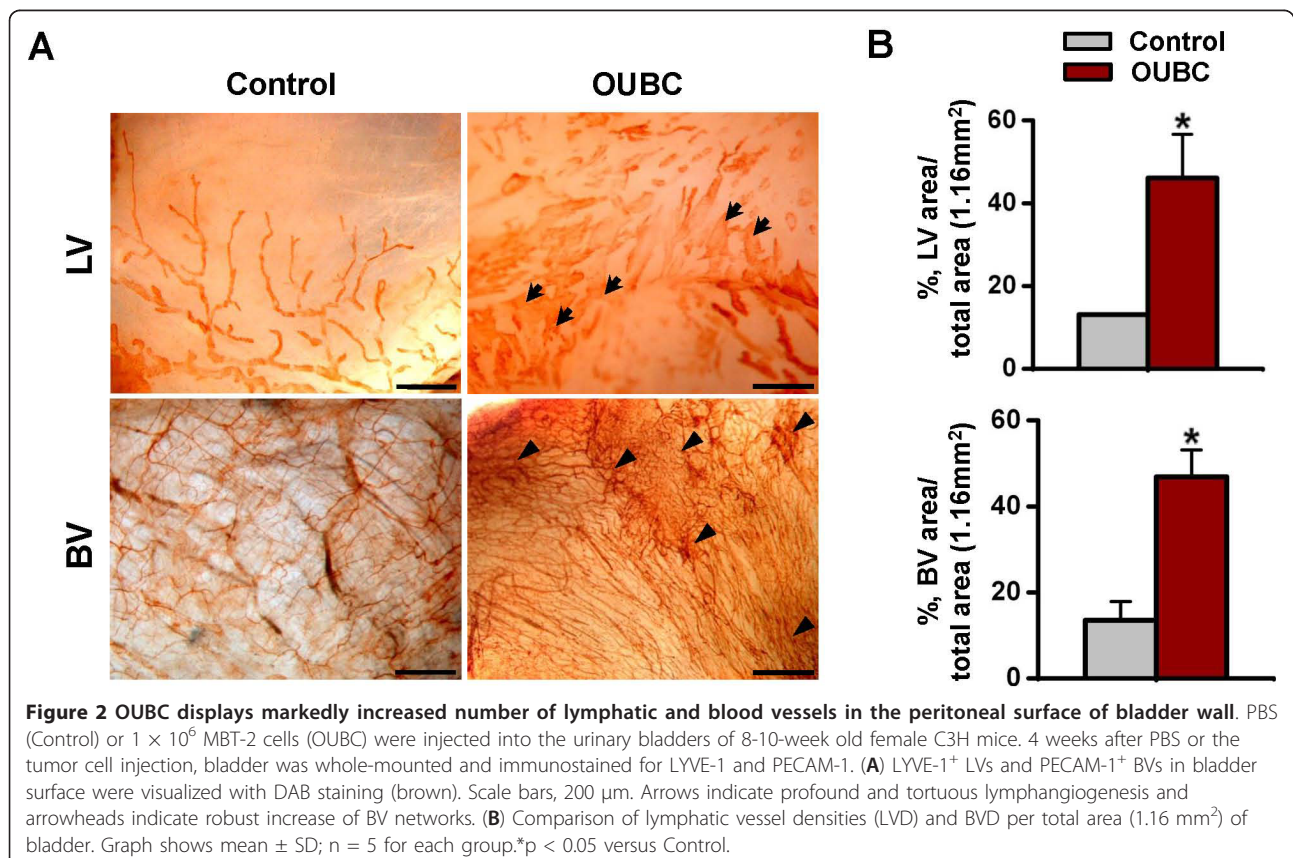 A
Control
OUBC
LV
BV
B
Control
OUBC
%, LV area/
total area (1.16mm²)
60
40
20
0
*
%, BV area/
total area (1.16mm²)
60
40
20
0
*
Figure 2 OUBC displays markedly increased number of lymphatic and blood vessels in the peritoneal surface of bladder wall. PBS
(Control) or 1 × 10⁶ MBT-2 cells (OUBC) were injected into the urinary bladders of 8-10-week old female C3H mice. 4 weeks after PBS or the
tumor cell injection, bladder was whole-mounted and immunostained for LYVE-1 and PECAM-1. (A) LYVE-1⁺ LVs and PECAM-1⁺ BVs in bladder
surface were visualized with DAB staining (brown). Scale bars, 200 μm. Arrows indicate profound and tortuous lymphangiogenesis and
arrowheads indicate robust increase of BV networks. (B) Comparison of lymphatic vessel densities (LVD) and BVD per total area (1.16 mm²) of
bladder. Graph shows mean ± SD; n = 5 for each group.*p < 0.05 versus Control.